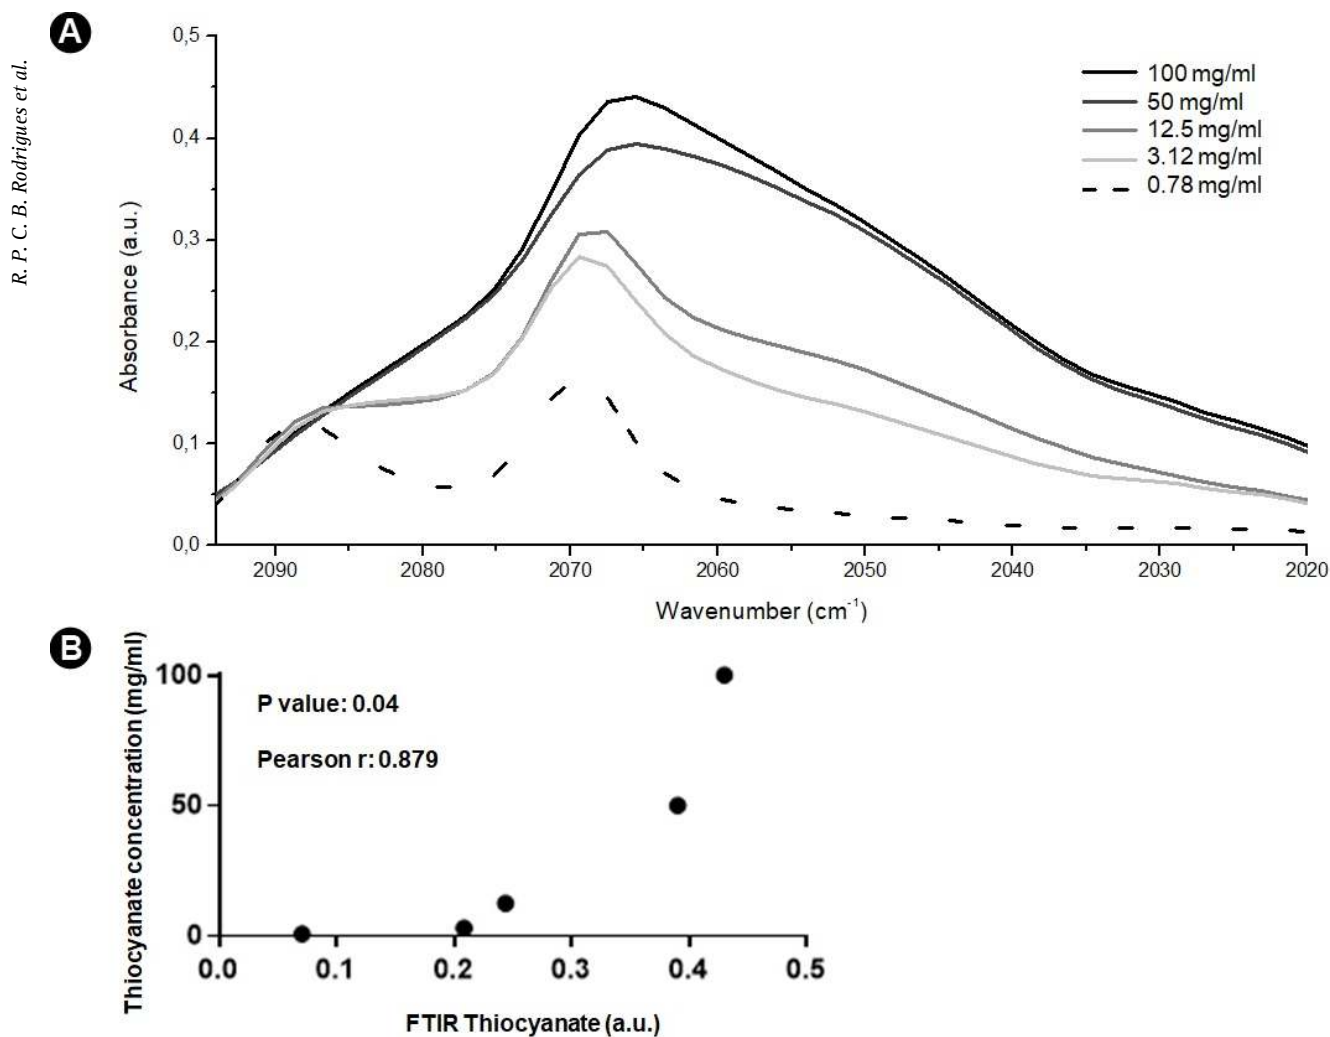 R. P. C. B. Rodrigues et al.
A
0,5
0,4
0,3
0,2
0,1
0,0
Absorbance (a.u.)
100 mg/ml
50 mg/ml
12.5 mg/ml
3.12 mg/ml
0.78 mg/ml
2090 2080 2070 2060 2050 2040 2030 2020
Wavenumber (cm⁻¹)
B
Thiocyanate concentration (mg/ml)
100
50
0
P value: 0.04
Pearson r: 0.879
0.0 0.1 0.2 0.3 0.4 0.5
FTIR Thiocyanate (a.u.)